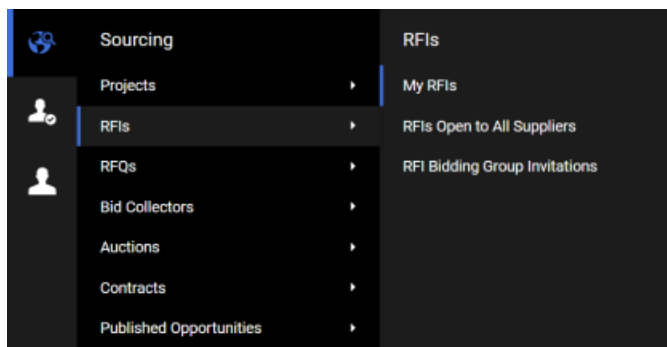 Sourcing
Projects
RFIs
RFQs
Bid Collectors
Auctions
Contracts
Published Opportunities
RFIs
My RFIs
RFIs Open to All Suppliers
RFI Bidding Group Invitations